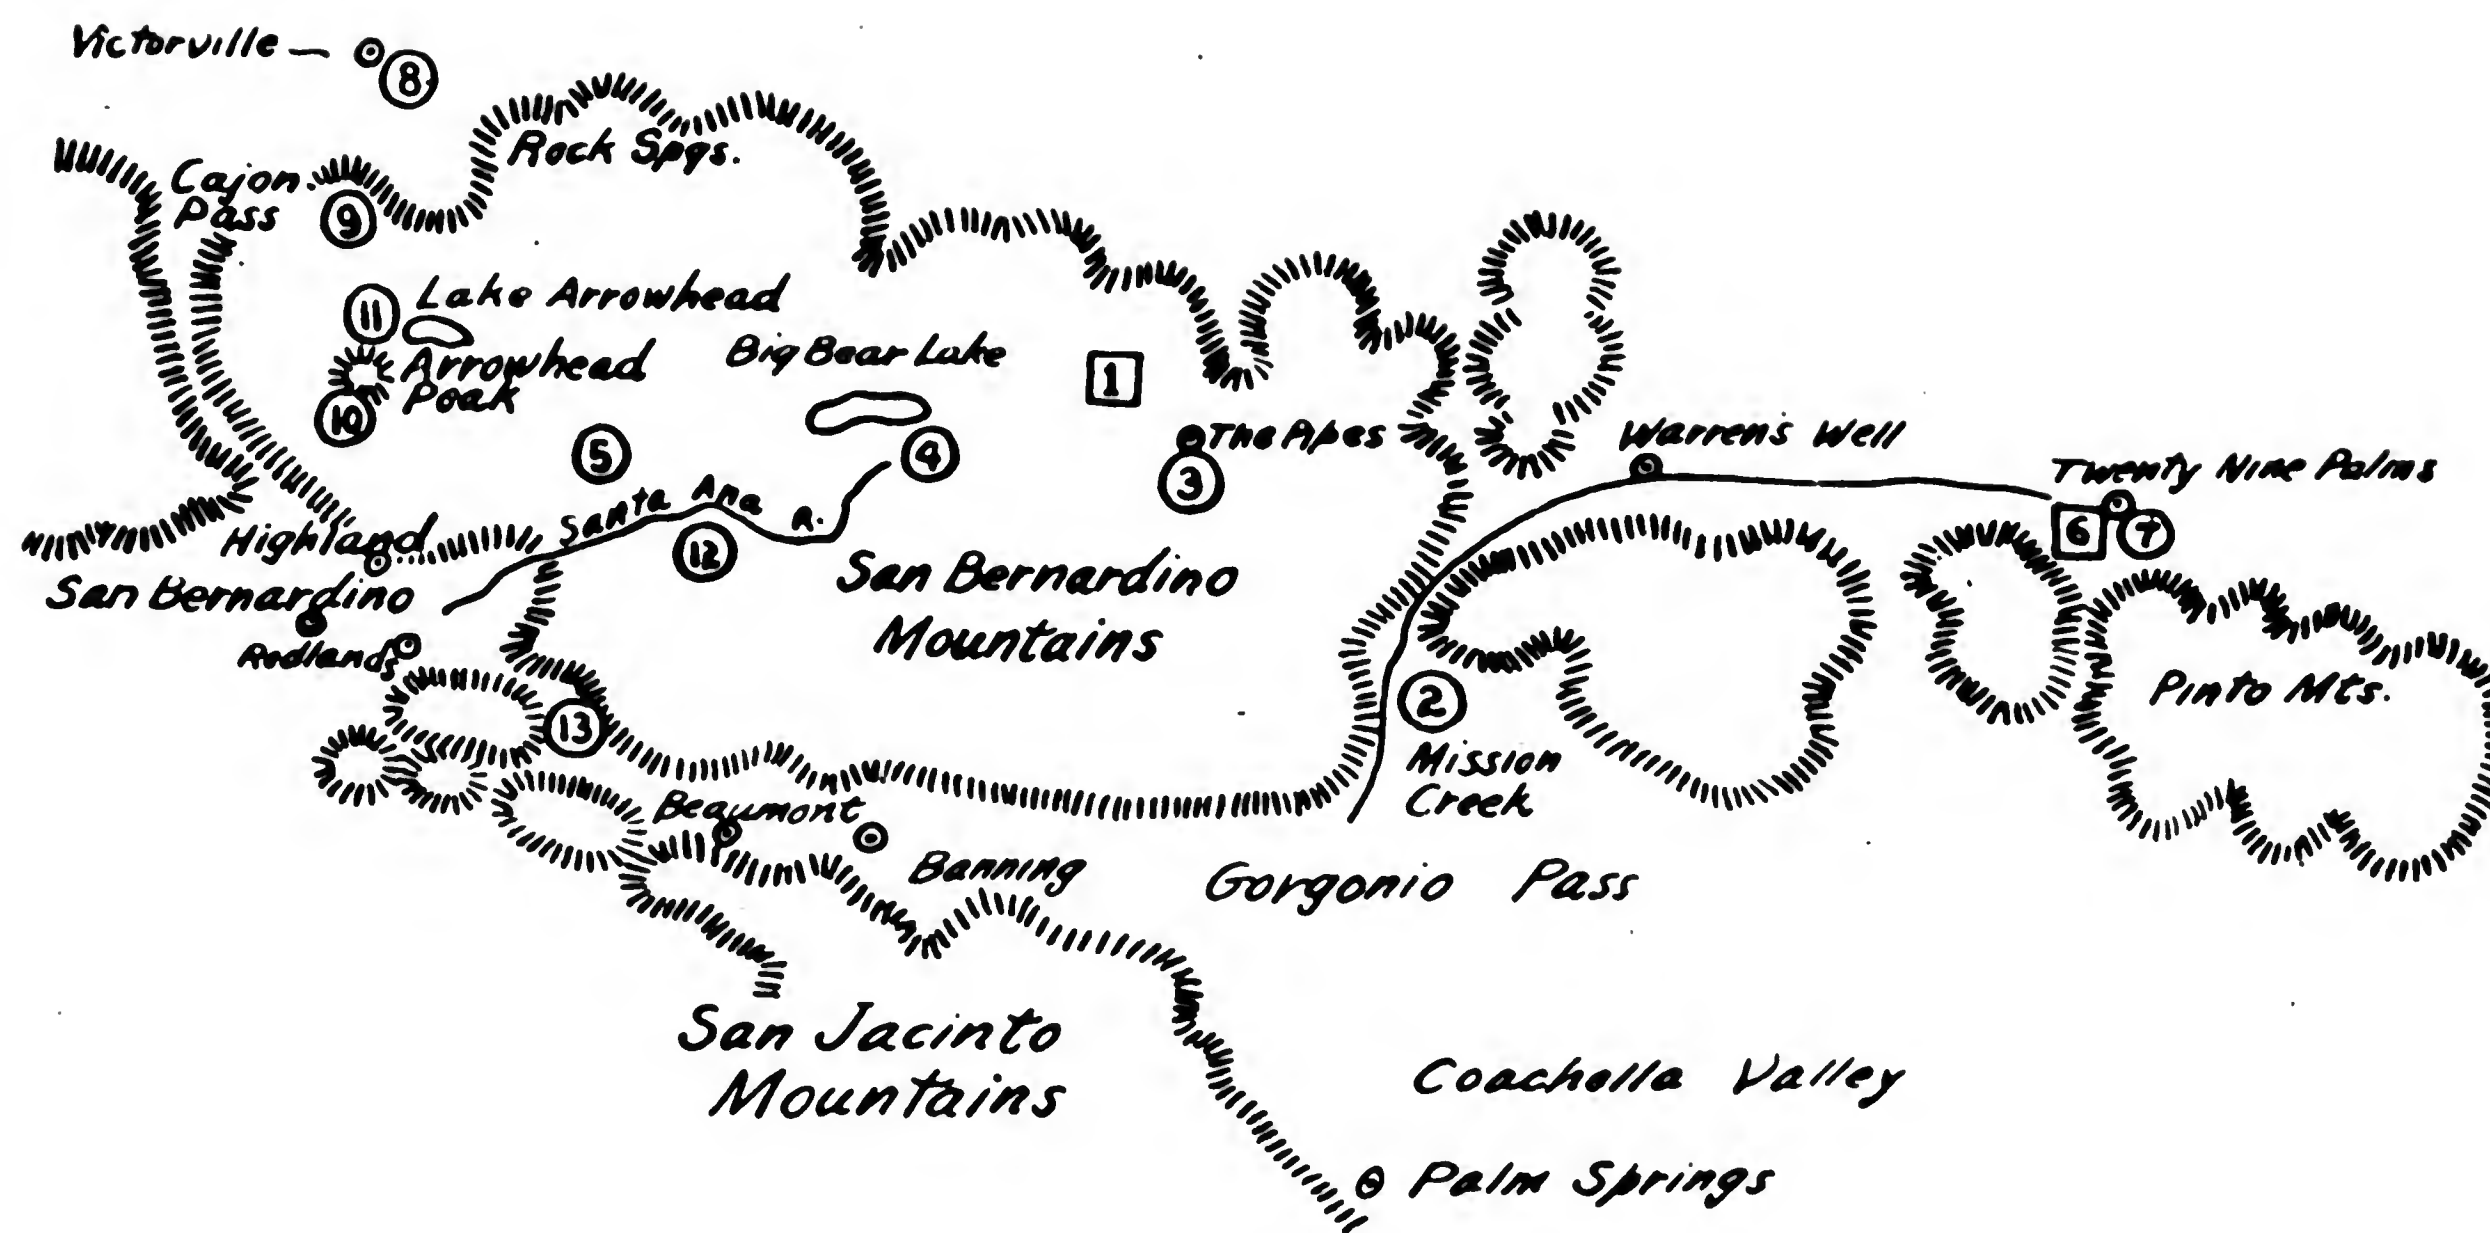 Victorville —
8
Rock Spgs.
Cajon
Pass
9
11
Lake Arrowhead
Arrowhead
Peak
10
Big Bear Lake
1
The Pipes
3
4
5
Santa Ana R.
12
Warren's Well
Twenty Nine Palms
6
7
Highland
San Bernardino
Redlands
San Bernardino
Mountains
2
Mission
Creek
Pinto Mts.
13
Beaumont
Banning
Gorgonio Pass
San Jacinto
Mountains
Coachella Valley
Palm Springs